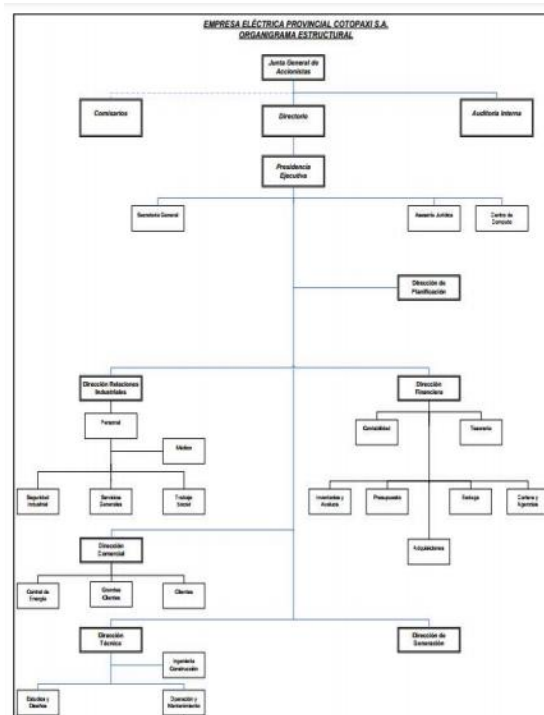 EMPRESA ELÉCTRICA PROVINCIAL COTOPAXI S.A.
ORGANIGRAMA ESTRUCTURAL
Junta General de
Accionistas
Comisarios
Directorio
Auditoría Interna
Presidencia
Ejecutiva
Secretaría General
Asesoría Jurídica
Centro de
Computo
Dirección de
Planificación
Dirección Relaciones
Industriales
Dirección
Financiera
Personal
Contabilidad
Tesorería
Médico
Seguridad
Industrial
Servicios
Generales
Trabajo
Social
Inventarios y
Avalúos
Presupuesto
Bodega
Cartera y
Agencias
Dirección
Comercial
Adquisiciones
Control de
Energía
Grandes
Clientes
Clientes
Dirección
Técnica
Dirección de
Generación
Ingeniería
Construcción
Estudios y
Diseños
Operación y
Mantenimiento